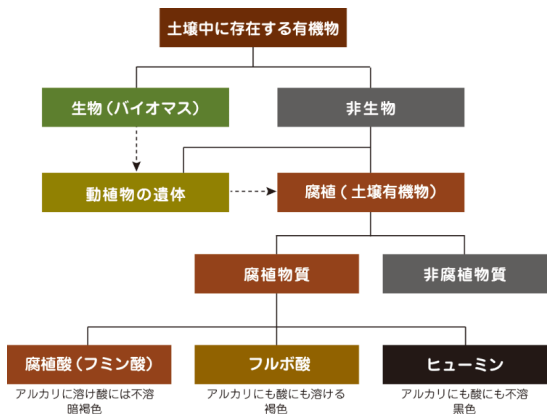 土壌中に存在する有機物
生物（バイオマス）
非生物
動植物の遺体
腐植（土壌有機物）
腐植物質
非腐植物質
腐植酸（フミン酸）
フルボ酸
ヒューミン
アルカリに溶け酸には不溶
暗褐色
アルカリにも酸にも溶ける
褐色
アルカリにも酸にも不溶
黒色